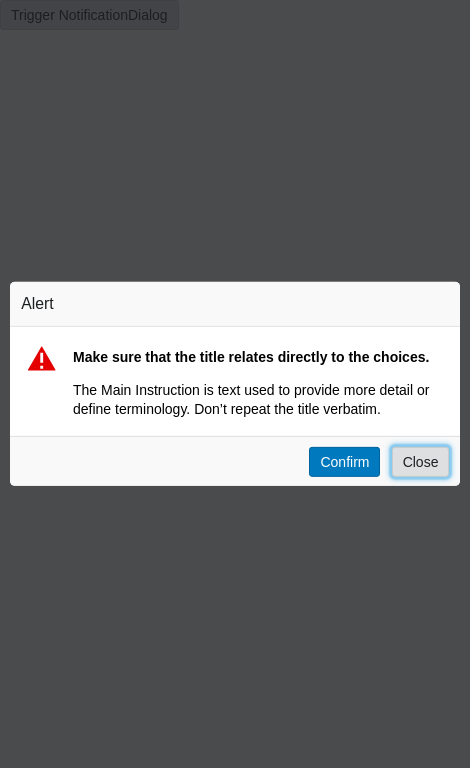 Trigger NotificationDialog
Alert
Make sure that the title relates directly to the choices.
The Main Instruction is text used to provide more detail or
define terminology. Don’t repeat the title verbatim.
Confirm
Close